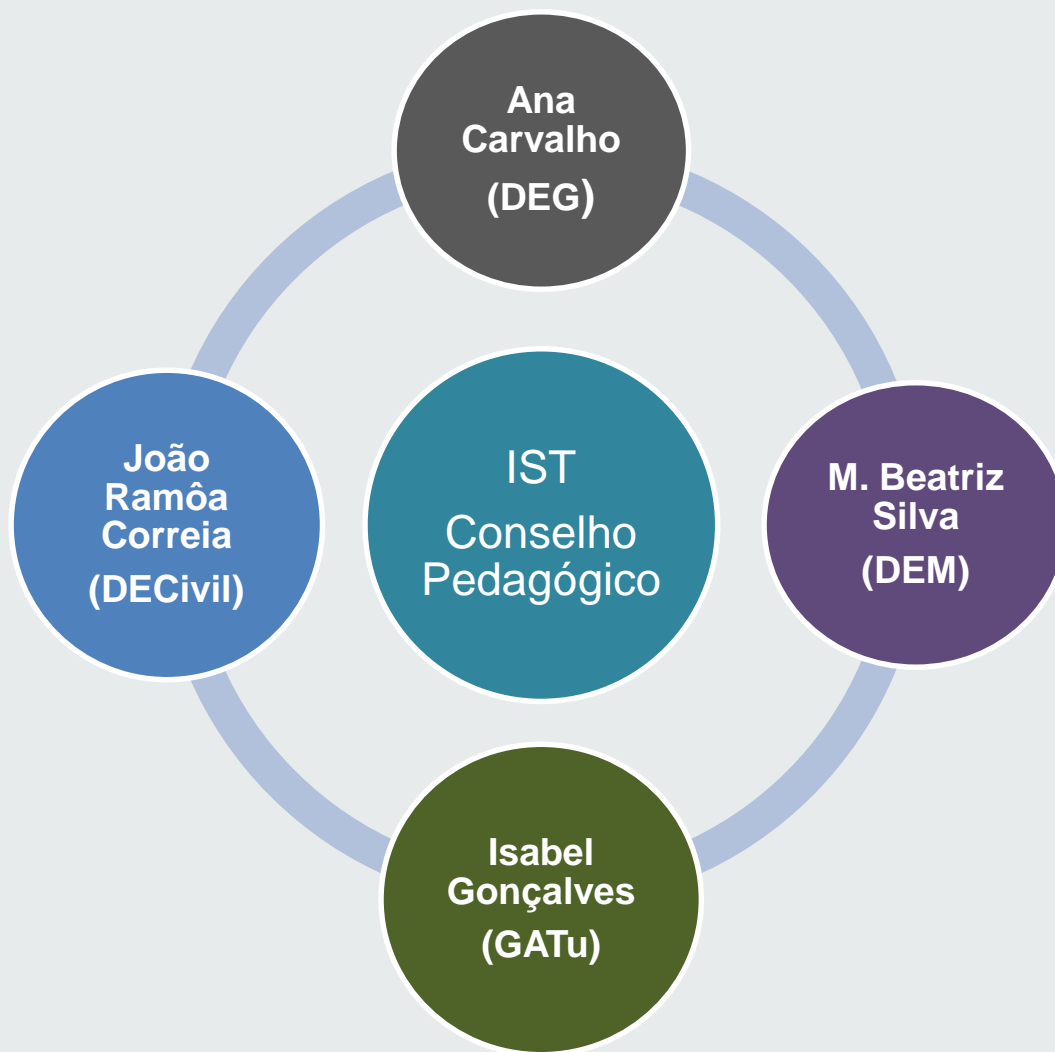 Ana
Carvalho
(DEG)
João
Ramôa
Correia
(DECivil)
IST
Conselho
Pedagógico
M. Beatriz
Silva
(DEM)
Isabel
Gonçalves
(GATu)